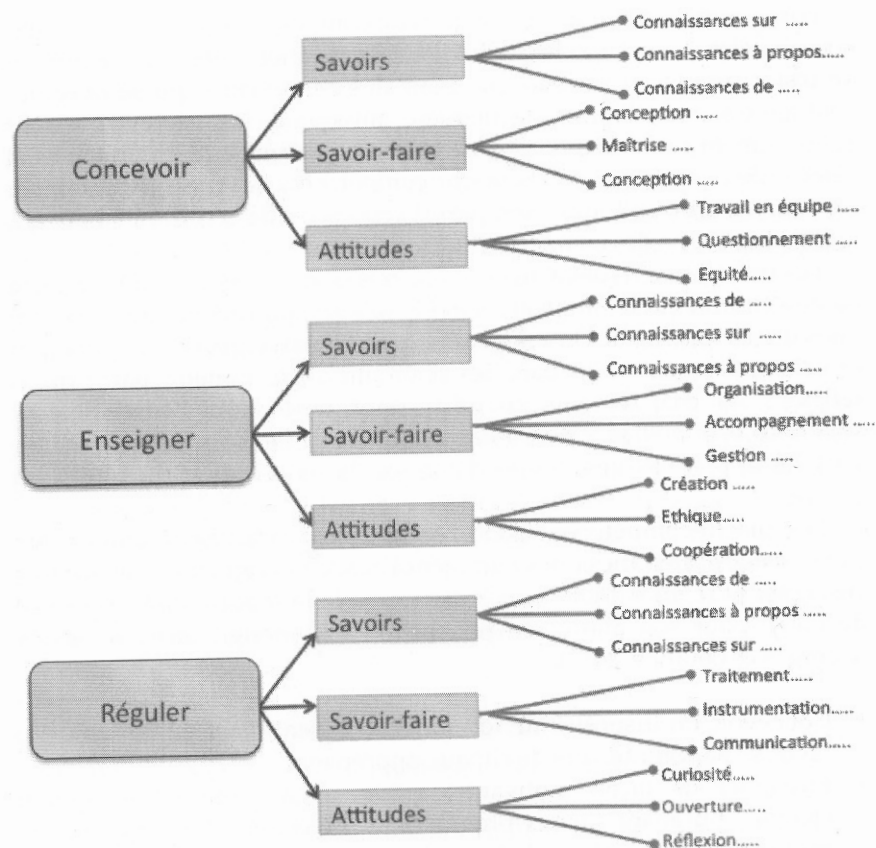 Concevoir
Savoirs
Connaissances sur .....
Connaissances à propos.....
Connaissances de .....
Savoir-faire
Conception .....
Maîtrise .....
Conception .....
Attitudes
Travail en équipe .....
Questionnement .....
Equité.....
Enseigner
Savoirs
Connaissances de .....
Connaissances sur .....
Connaissances à propos .....
Savoir-faire
Organisation.....
Accompagnement .....
Gestion .....
Attitudes
Création .....
Ethique.....
Coopération.....
Réguler
Savoirs
Connaissances de .....
Connaissances à propos .....
Connaissances sur .....
Savoir-faire
Traitement.....
Instrumentation.....
Communication.....
Attitudes
Curiosité.....
Ouverture.....
Réflexion.....